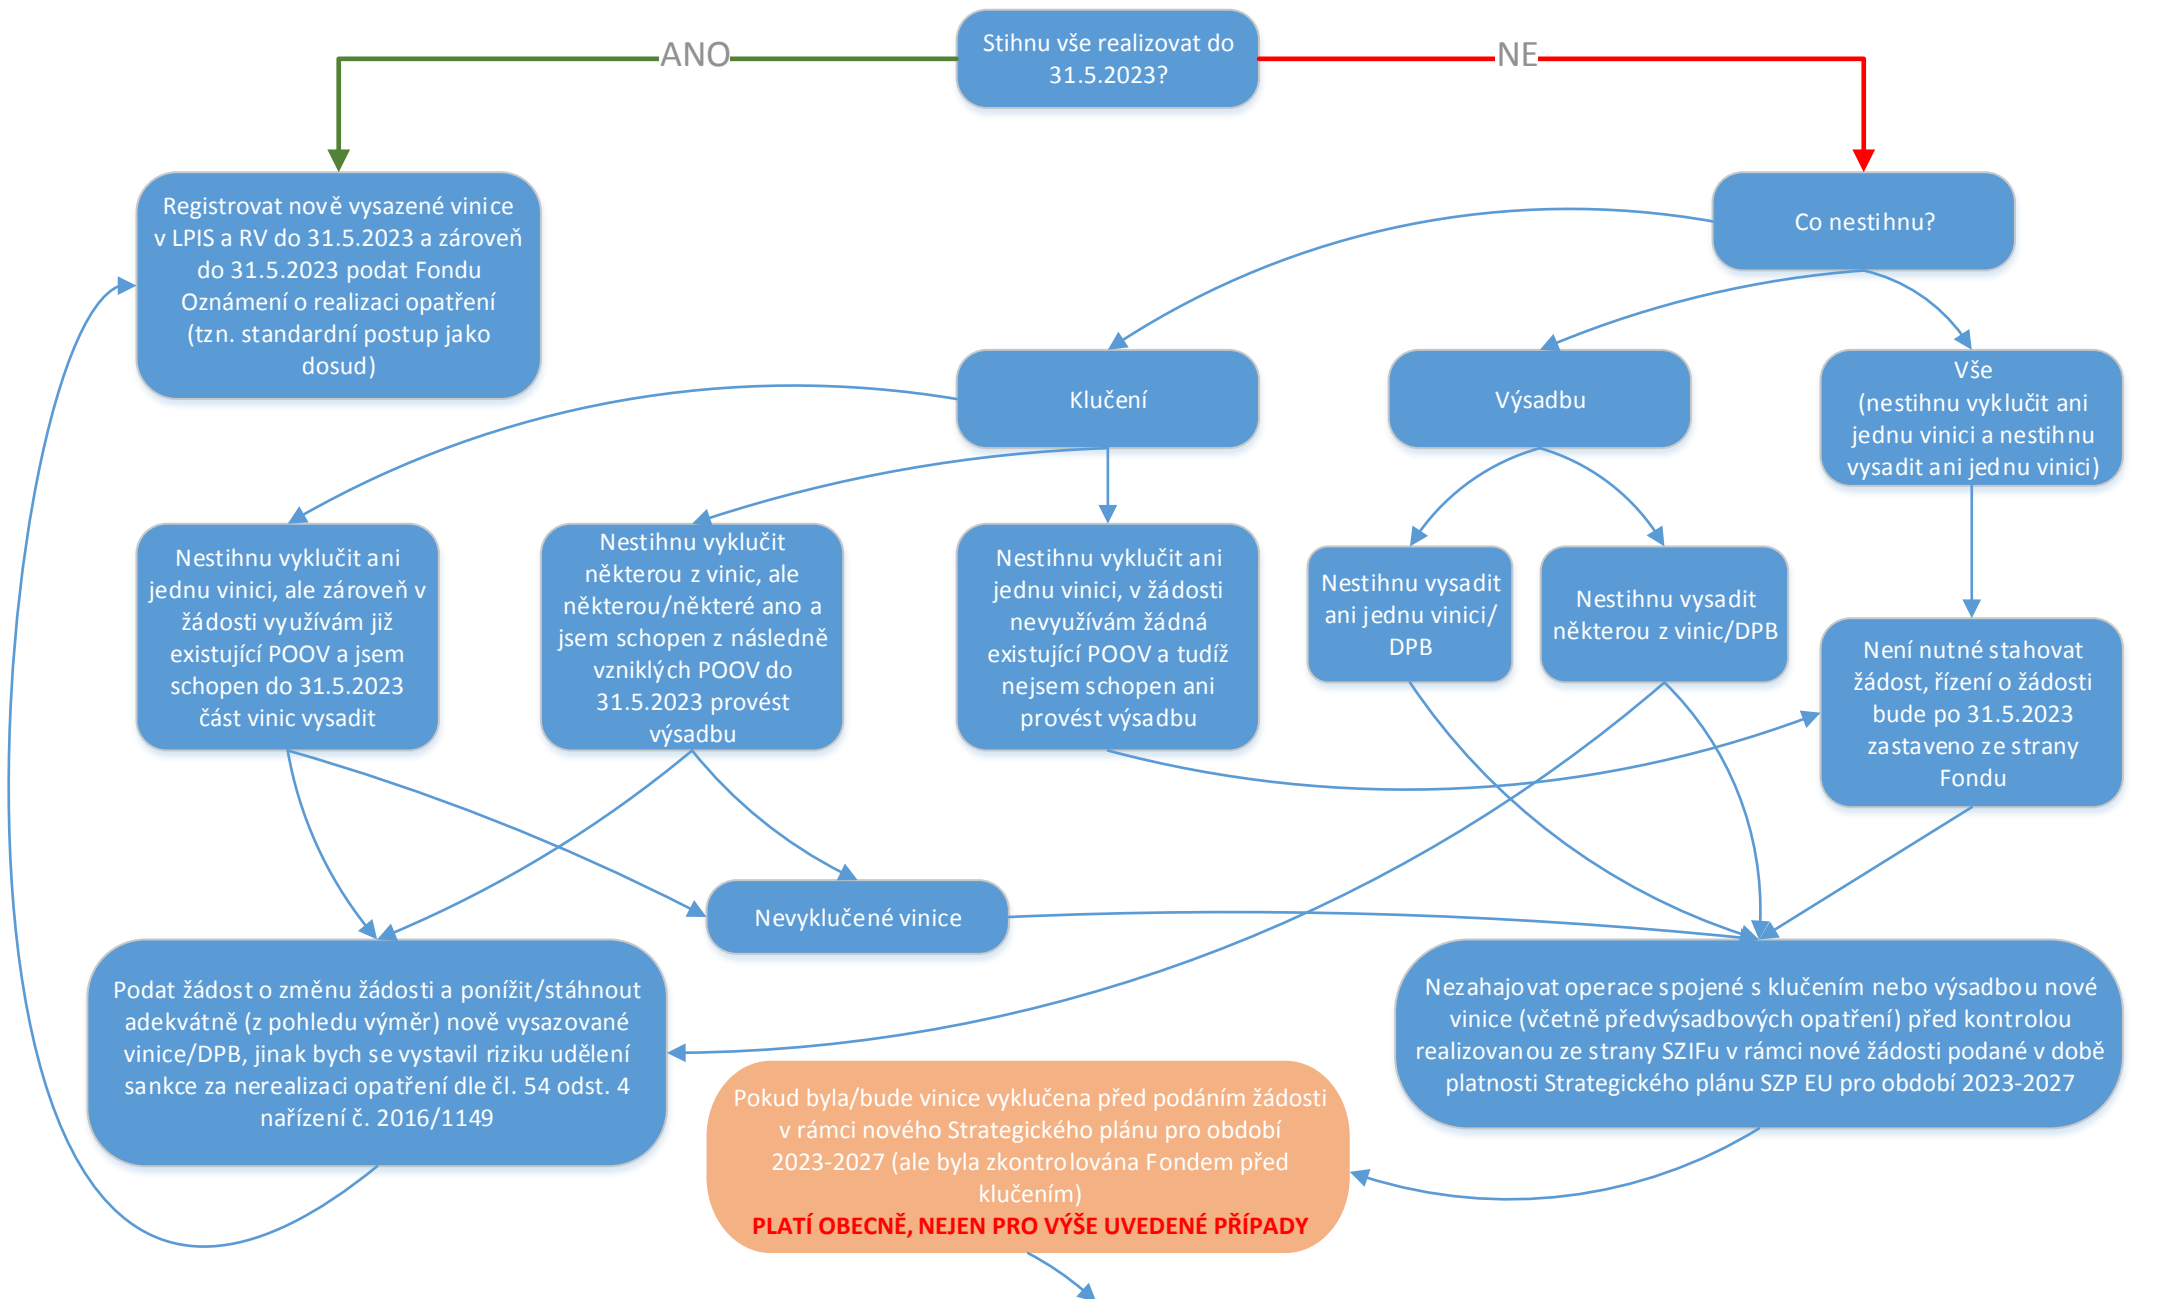 Stihnu vše realizovat do
31.5.2023?
ANO
NE
Registrovat nově vysazené vinice
v LPIS a RV do 31.5.2023 a zároveň
do 31.5.2023 podat Fondu
Oznámení o realizaci opatření
(tzn. standardní postup jako
dosud)
Co nestihnu?
Klučení
Výsadbu
Vše
(nestihnu vyklučit ani
jednu vinici a nestihnu
vysadit ani jednu vinici)
Nestihnu vyklučit ani
jednu vinici, ale zároveň v
žádosti využívám již
existující POOV a jsem
schopen do 31.5.2023
část vinic vysadit
Nestihnu vyklučit
některou z vinic, ale
některou/některé ano a
jsem schopen z následně
vzniklých POOV do
31.5.2023 provést
výsadbu
Nestihnu vyklučit ani
jednu vinici, v žádosti
nevyužívám žádná
existující POOV a tudíž
nejsem schopen ani
provést výsadbu
Nestihnu vysadit
ani jednu vinici/
DPB
Nestihnu vysadit
některou z vinic/DPB
Není nutné stahovat
žádost, řízení o žádosti
bude po 31.5.2023
zastaveno ze strany
Fondu
Nevyklučené vinice
Podat žádost o změnu žádosti a ponížit/stáhnout
adekvátně (z pohledu výměr) nově vysazované
vinice/DPB, jinak bych se vystavil riziku udělení
sankce za nerealizaci opatření dle čl. 54 odst. 4
nařízení č. 2016/1149
Nezahajovat operace spojené s klučením nebo výsadbou nové
vinice (včetně předvýsadbových opatření) před kontrolou
realizovanou ze strany SZIFu v rámci nové žádosti podané v době
platnosti Strategického plánu SZP EU pro období 2023-2027
Pokud byla/bude vinice vyklučena před podáním žádosti
v rámci nového Strategického plánu pro období
2023-2027 (ale byla zkontrolována Fondem před
klučením)
PLATÍ OBECNĚ, NEJEN PRO VÝŠE UVEDENÉ PŘÍPADY